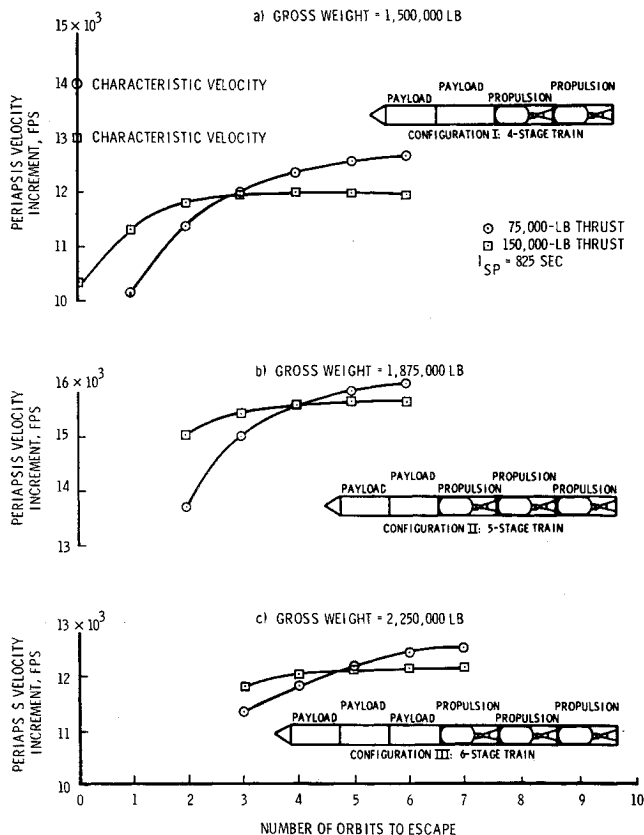 a) GROSS WEIGHT = 1,500,000 LB
15 x 10³
14
13
12
11
10
PERIAPSIS VELOCITY
INCREMENT, FPS
CHARACTERISTIC VELOCITY
CHARACTERISTIC VELOCITY
PAYLOAD PAYLOAD PROPULSION PROPULSION
CONFIGURATION I: 4-STAGE TRAIN
75,000-LB THRUST
150,000-LB THRUST
I SP = 825 SEC
b) GROSS WEIGHT = 1,875,000 LB
16 x 10³
15
14
13
PERIAPSIS VELOCITY
INCREMENT, FPS
PAYLOAD PAYLOAD PROPULSION PROPULSION PROPULSION
CONFIGURATION II: 5-STAGE TRAIN
c) GROSS WEIGHT = 2,250,000 LB
13 x 10³
12
11
10
PERIAPS S VELOCITY
INCREMENT, FPS
PAYLOAD PAYLOAD PAYLOAD PROPULSION PROPULSION PROPULSION
CONFIGURATION III: 6-STAGE TRAIN
0 1 2 3 4 5 6 7 8 9 10
NUMBER OF ORBITS TO ESCAPE